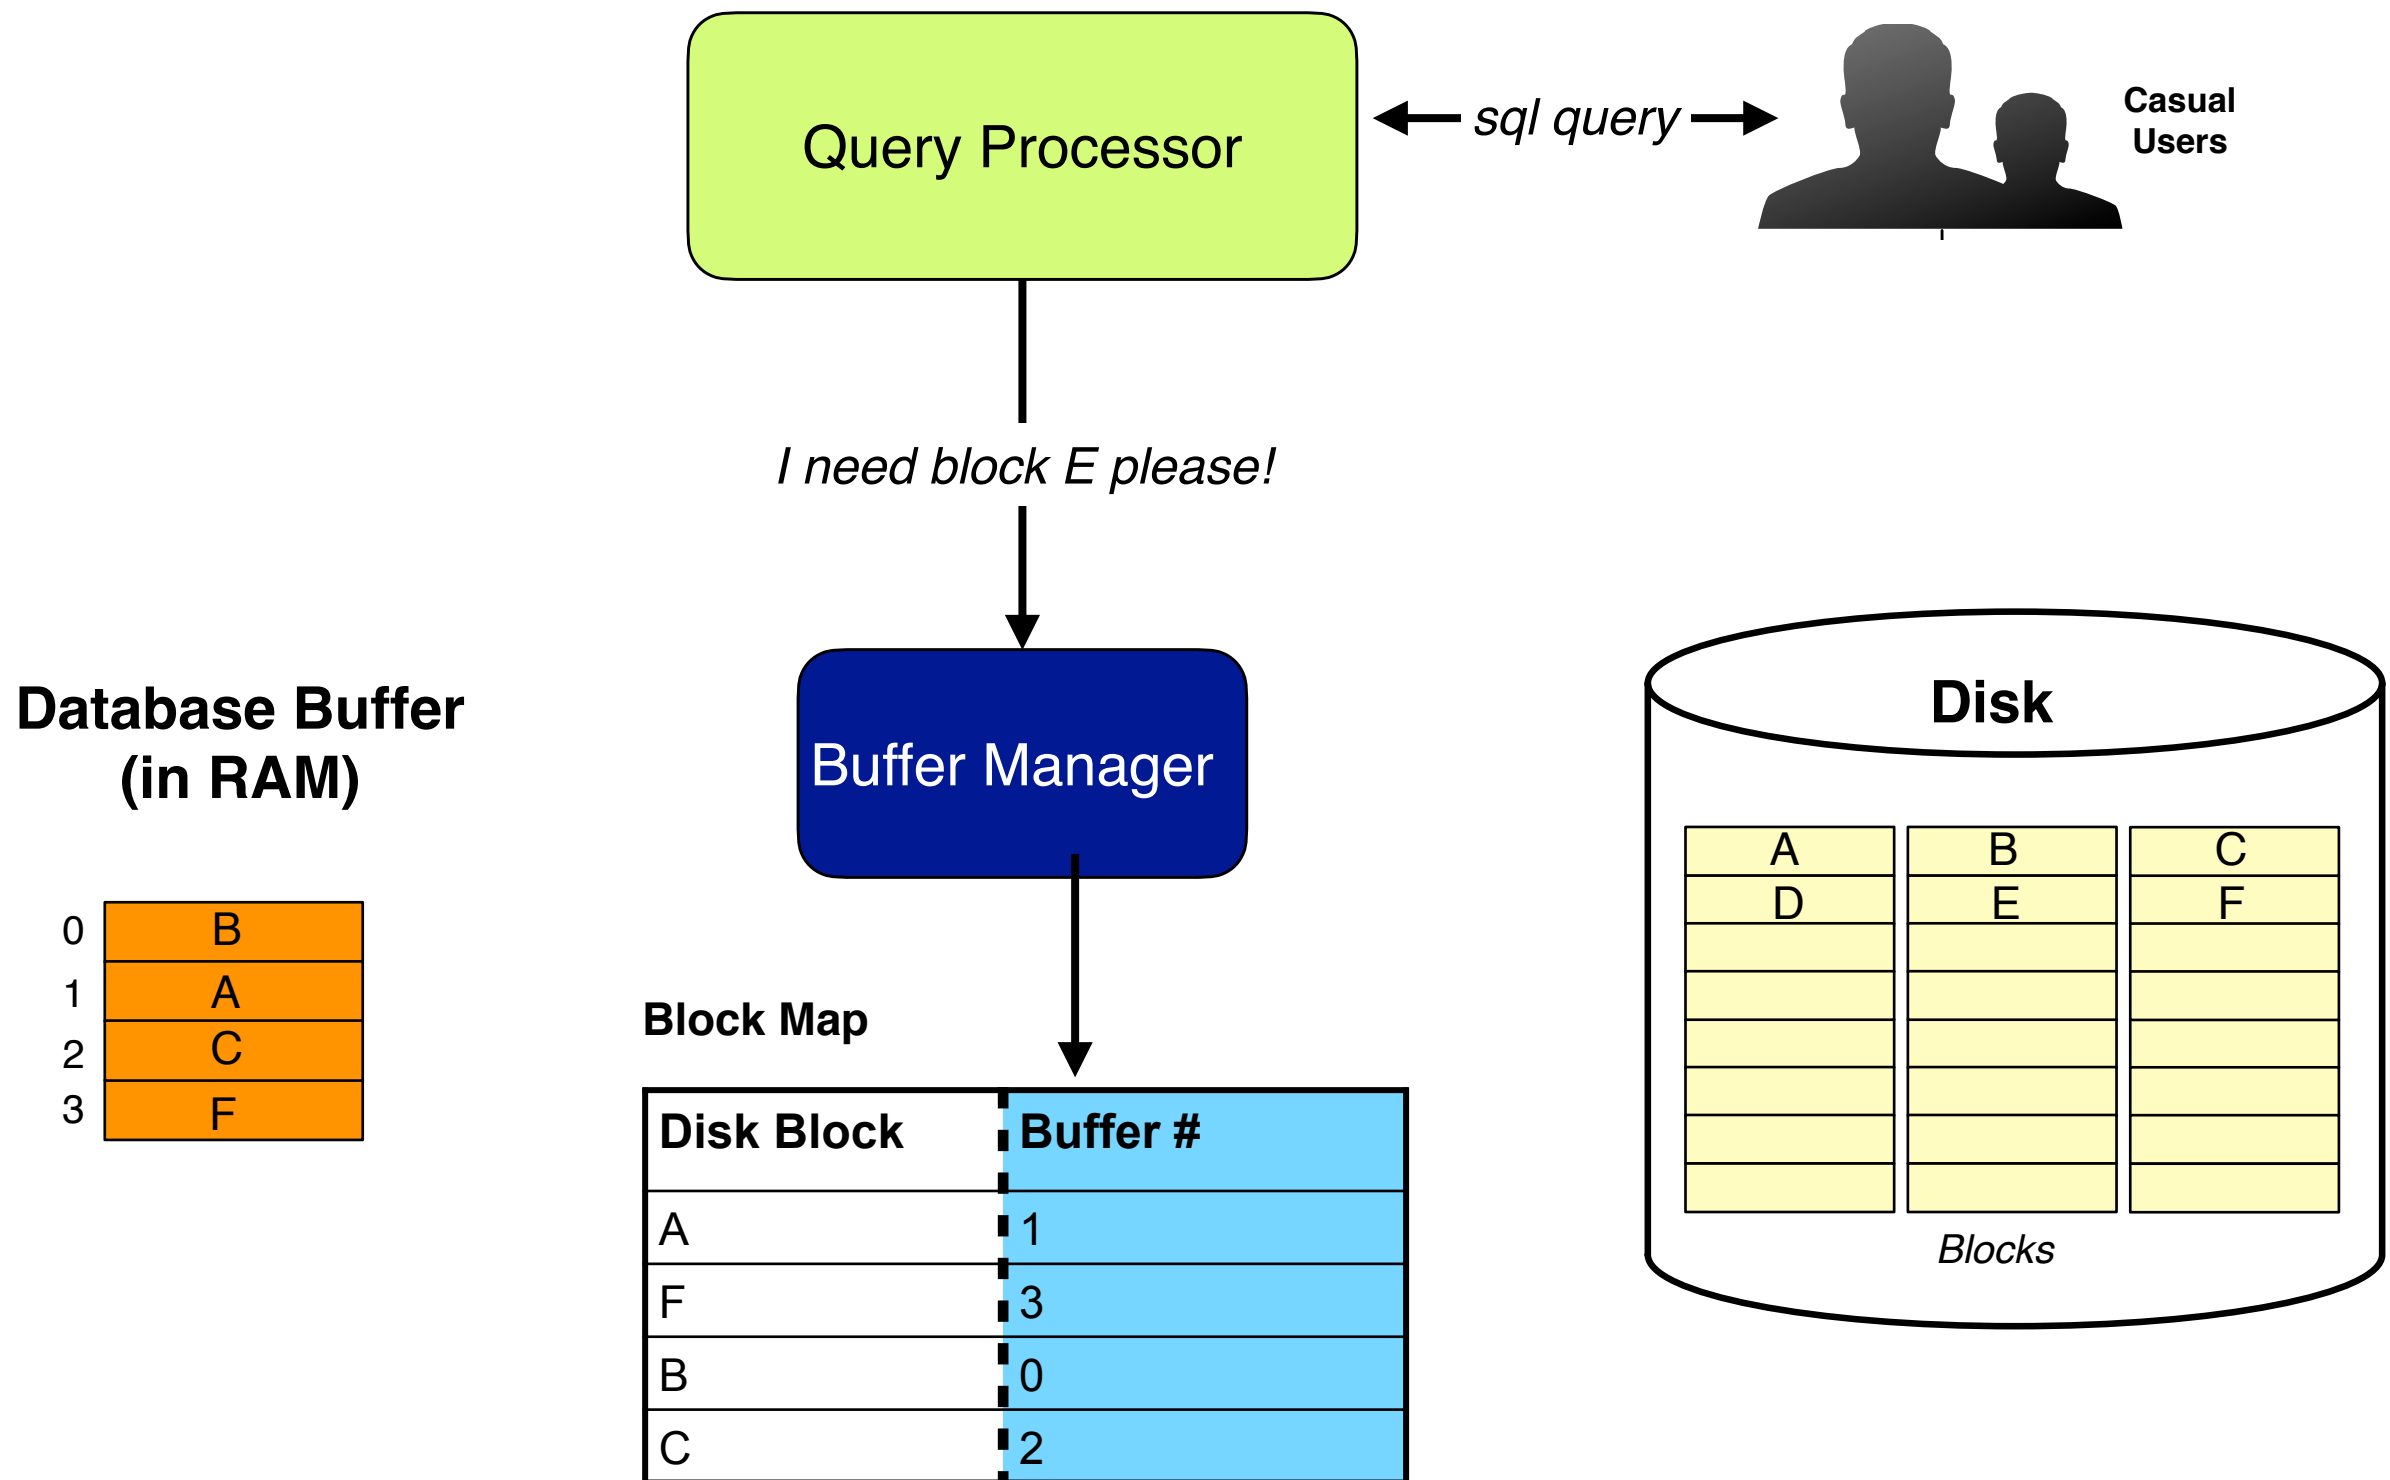 Query Processor
sql query
Casual
Users
I need block E please!
Database Buffer
(in RAM)
0 B
1 A
2 C
3 F
Buffer Manager
Disk
A B C
D E F
Blocks
Block Map
Disk Block Buffer #
A 1
F 3
B 0
C 2